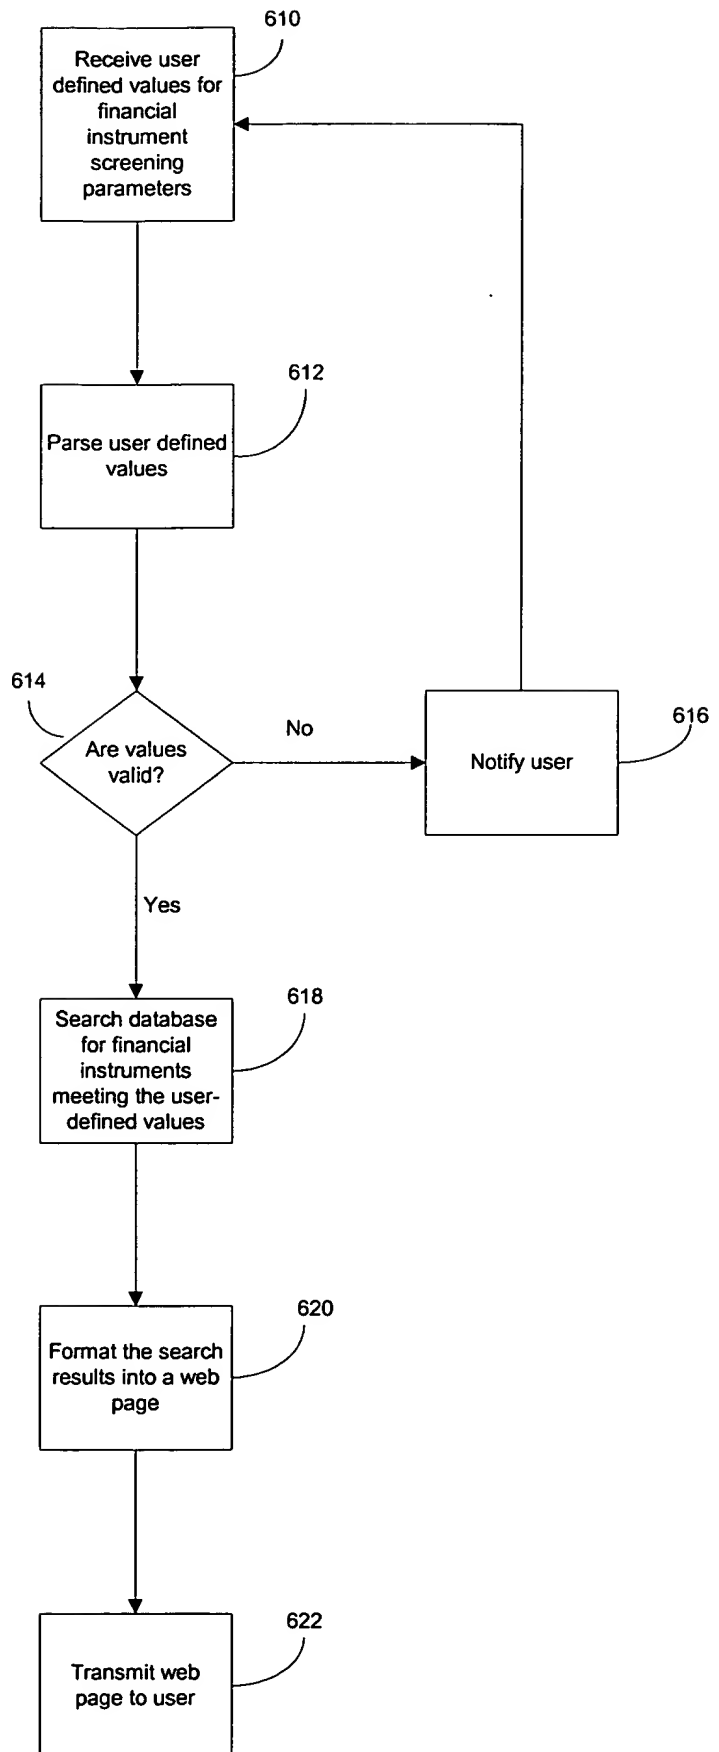 610
Receive user
defined values for
financial
instrument
screening
parameters
612
Parse user defined
values
614
Are values
valid?
No
616
Notify user
Yes
618
Search database
for financial
instruments
meeting the user-
defined values
620
Format the search
results into a web
page
622
Transmit web
page to user